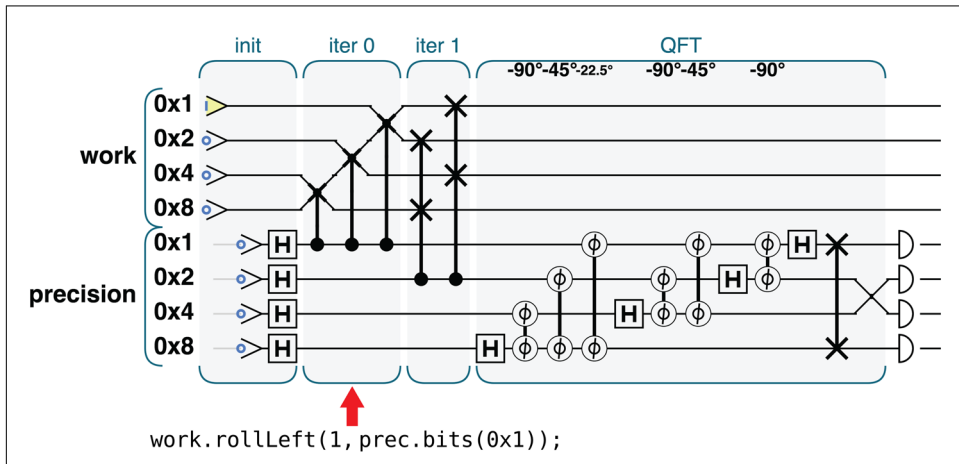 init iter 0 iter 1 QFT
-90°-45°-22.5° -90°-45° -90°
0x1
0x2
work
0x4
0x8
0x1 H H
0x2 H ϕ ϕ H ϕ
precision
0x4 H ϕ H ϕ ϕ
0x8 H H ϕ ϕ ϕ
work.rollLeft(1, prec.bits(0x1));